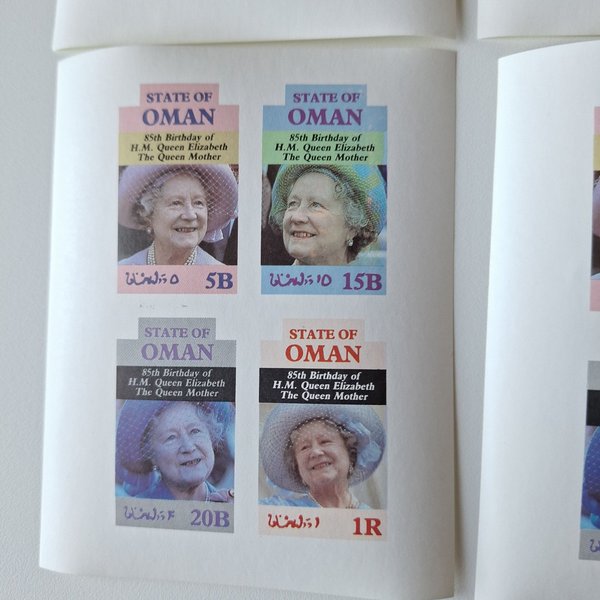 STATE OF
OMAN
85th Birthday of
H.M. Queen Elizabeth
The Queen Mother
5B
STATE OF
OMAN
85th Birthday of
H.M. Queen Elizabeth
The Queen Mother
15B
STATE OF
OMAN
85th Birthday of
H.M. Queen Elizabeth
The Queen Mother
20B
STATE OF
OMAN
85th Birthday of
H.M. Queen Elizabeth
The Queen Mother
1R